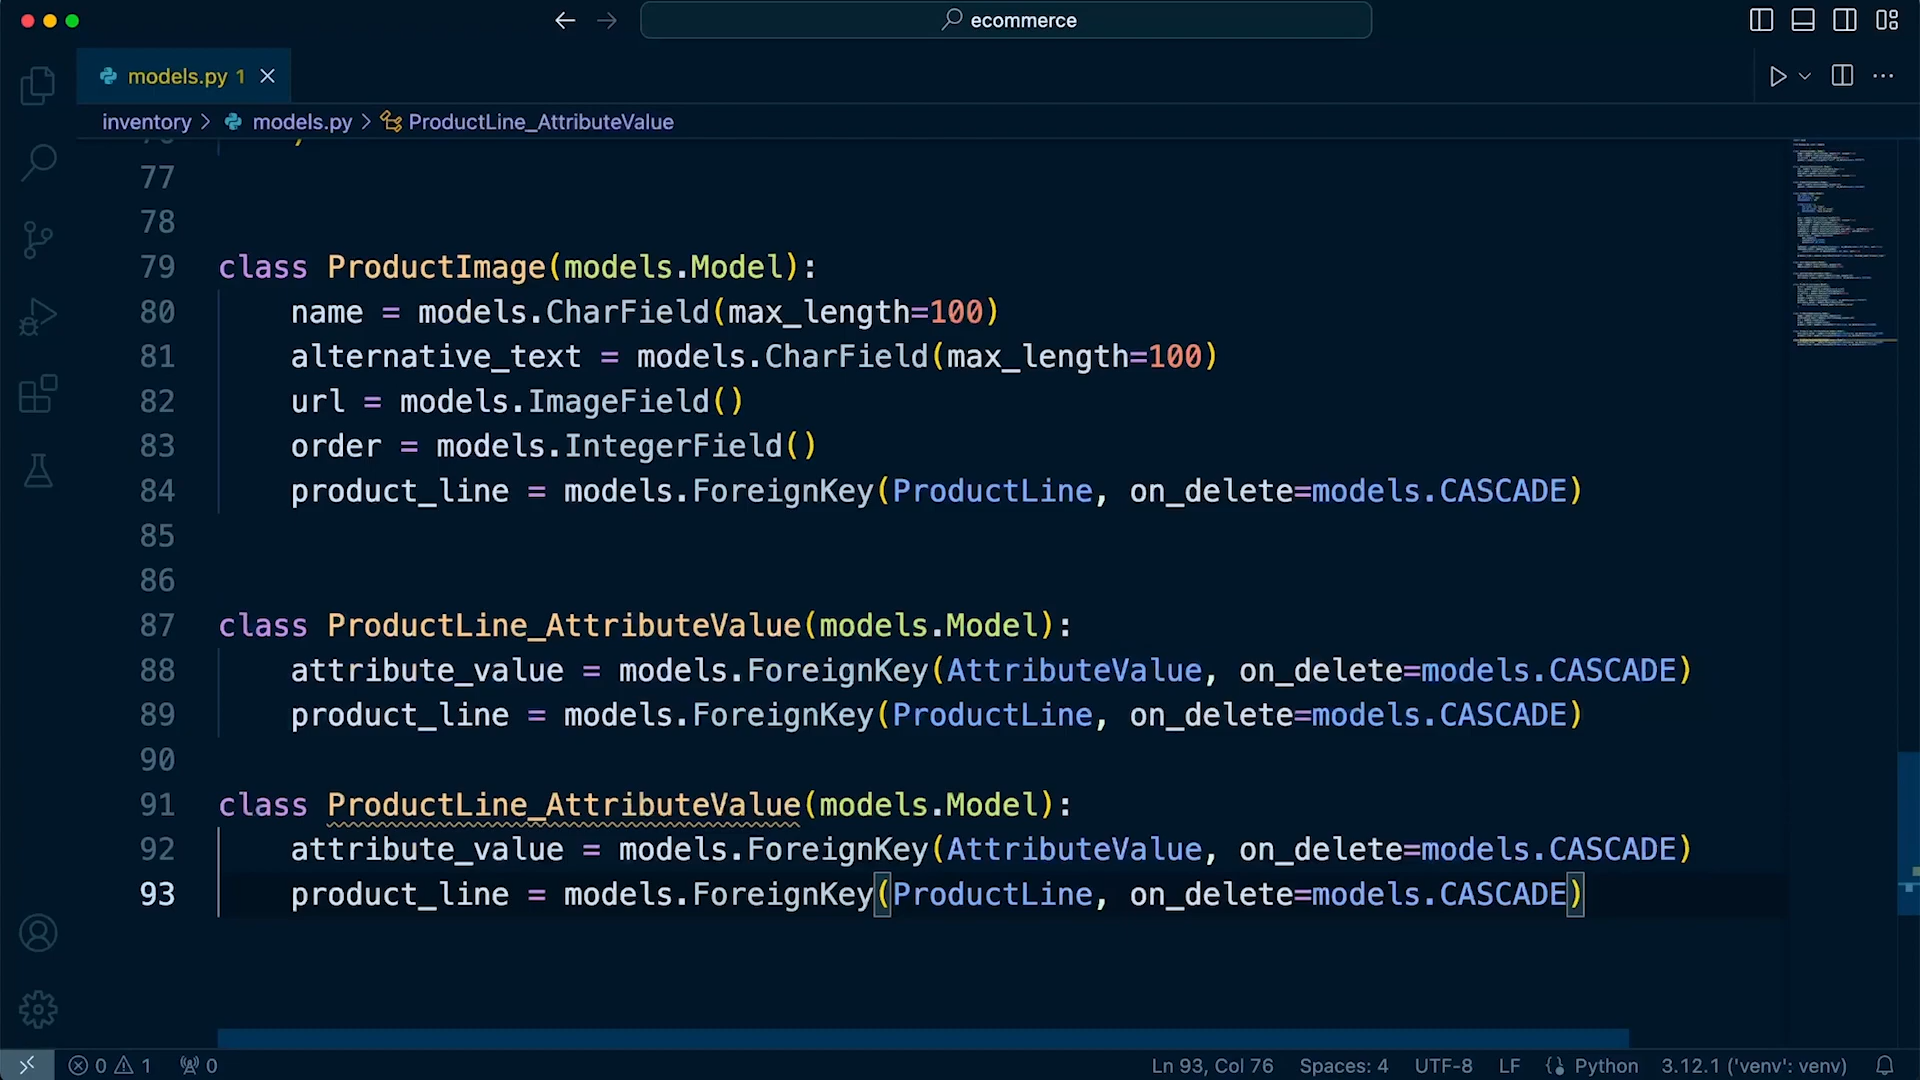 ecommerce
models.py 1
inventory > models.py > ProductLine_AttributeValue
77
78
79 class ProductImage(models.Model):
80 name = models.CharField(max_length=100)
81 alternative_text = models.CharField(max_length=100)
82 url = models.ImageField()
83 order = models.IntegerField()
84 product_line = models.ForeignKey(ProductLine, on_delete=models.CASCADE)
85
86
87 class ProductLine_AttributeValue(models.Model):
88 attribute_value = models.ForeignKey(AttributeValue, on_delete=models.CASCADE)
89 product_line = models.ForeignKey(ProductLine, on_delete=models.CASCADE)
90
91 class ProductLine_AttributeValue(models.Model):
92 attribute_value = models.ForeignKey(AttributeValue, on_delete=models.CASCADE)
93 product_line = models.ForeignKey(ProductLine, on_delete=models.CASCADE)
0 1 0 Ln 93, Col 76 Spaces: 4 UTF-8 LF Python 3.12.1 ('venv': venv)